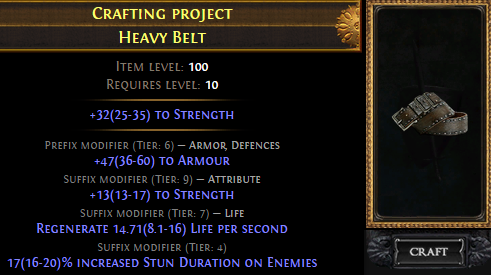 Crafting project
Heavy Belt
Item level: 100
Requires level: 10
+32(25-35) to Strength
Prefix modifier (Tier: 6) — Armor, Defences
+47(36-60) to Armour
Suffix modifier (Tier: 9) — Attribute
+13(13-17) to Strength
Suffix modifier (Tier: 7) — Life
Regenerate 14.71(8.1-16) Life per second
Suffix modifier (Tier: 4)
17(16-20)% increased Stun Duration on Enemies
CRAFT